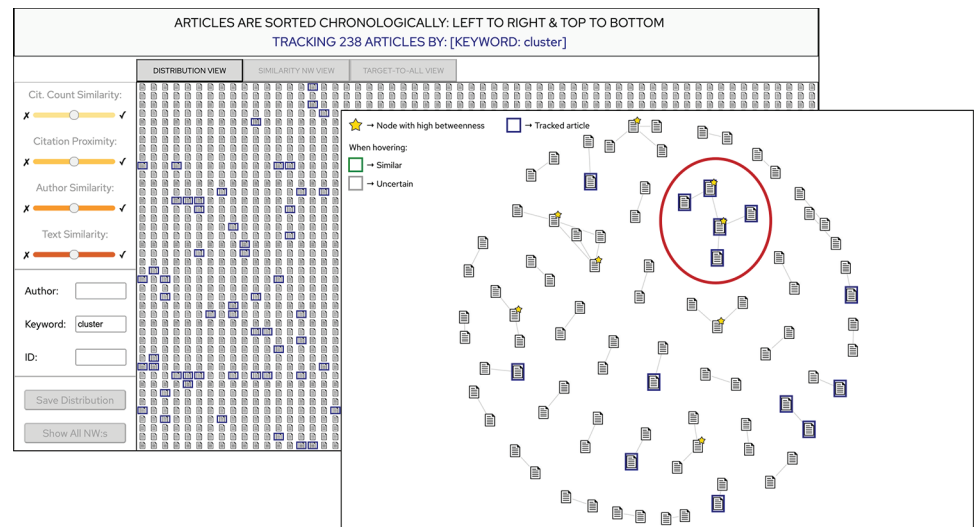 ARTICLES ARE SORTED CHRONOLOGICALLY: LEFT TO RIGHT & TOP TO BOTTOM
TRACKING 238 ARTICLES BY: [KEYWORD: cluster]
DISTRIBUTION VIEW
SIMILARITY NW VIEW
TARGET-TO-ALL VIEW
Cit. Count Similarity:
✗ ✓
Citation Proximity:
✗ ✓
Author Similarity:
✗ ✓
Text Similarity:
✗ ✓
Author:
Keyword: cluster
ID:
Save Distribution
Show All NW:s
→ Node with high betweenness
→ Tracked article
When hovering:
→ Similar
→ Uncertain